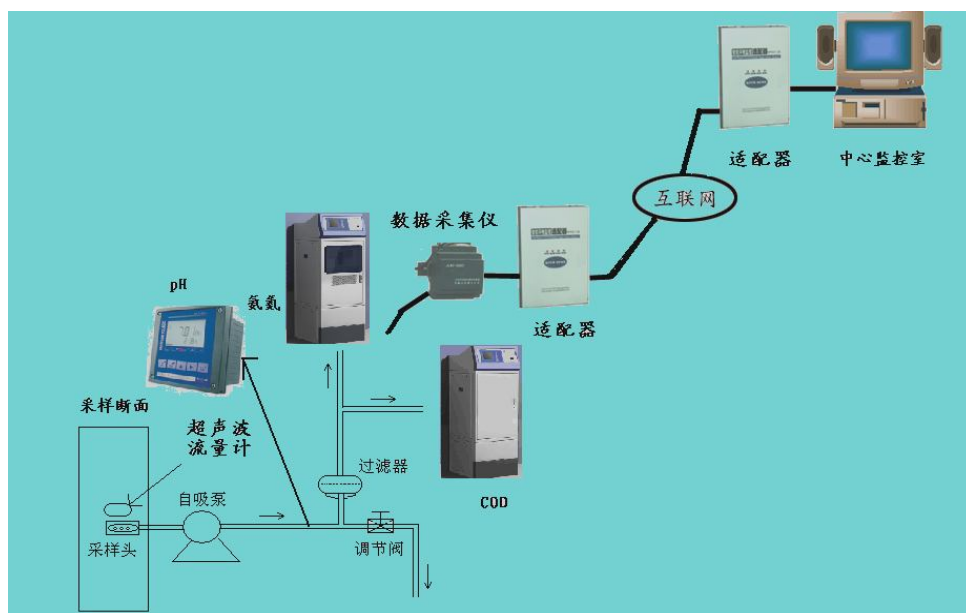 适配器
中心监控室
互联网
数据采集仪
适配器
pH
氨氮
采样断面
超声波
流量计
过滤器
COD
自吸泵
采样头
调节阀